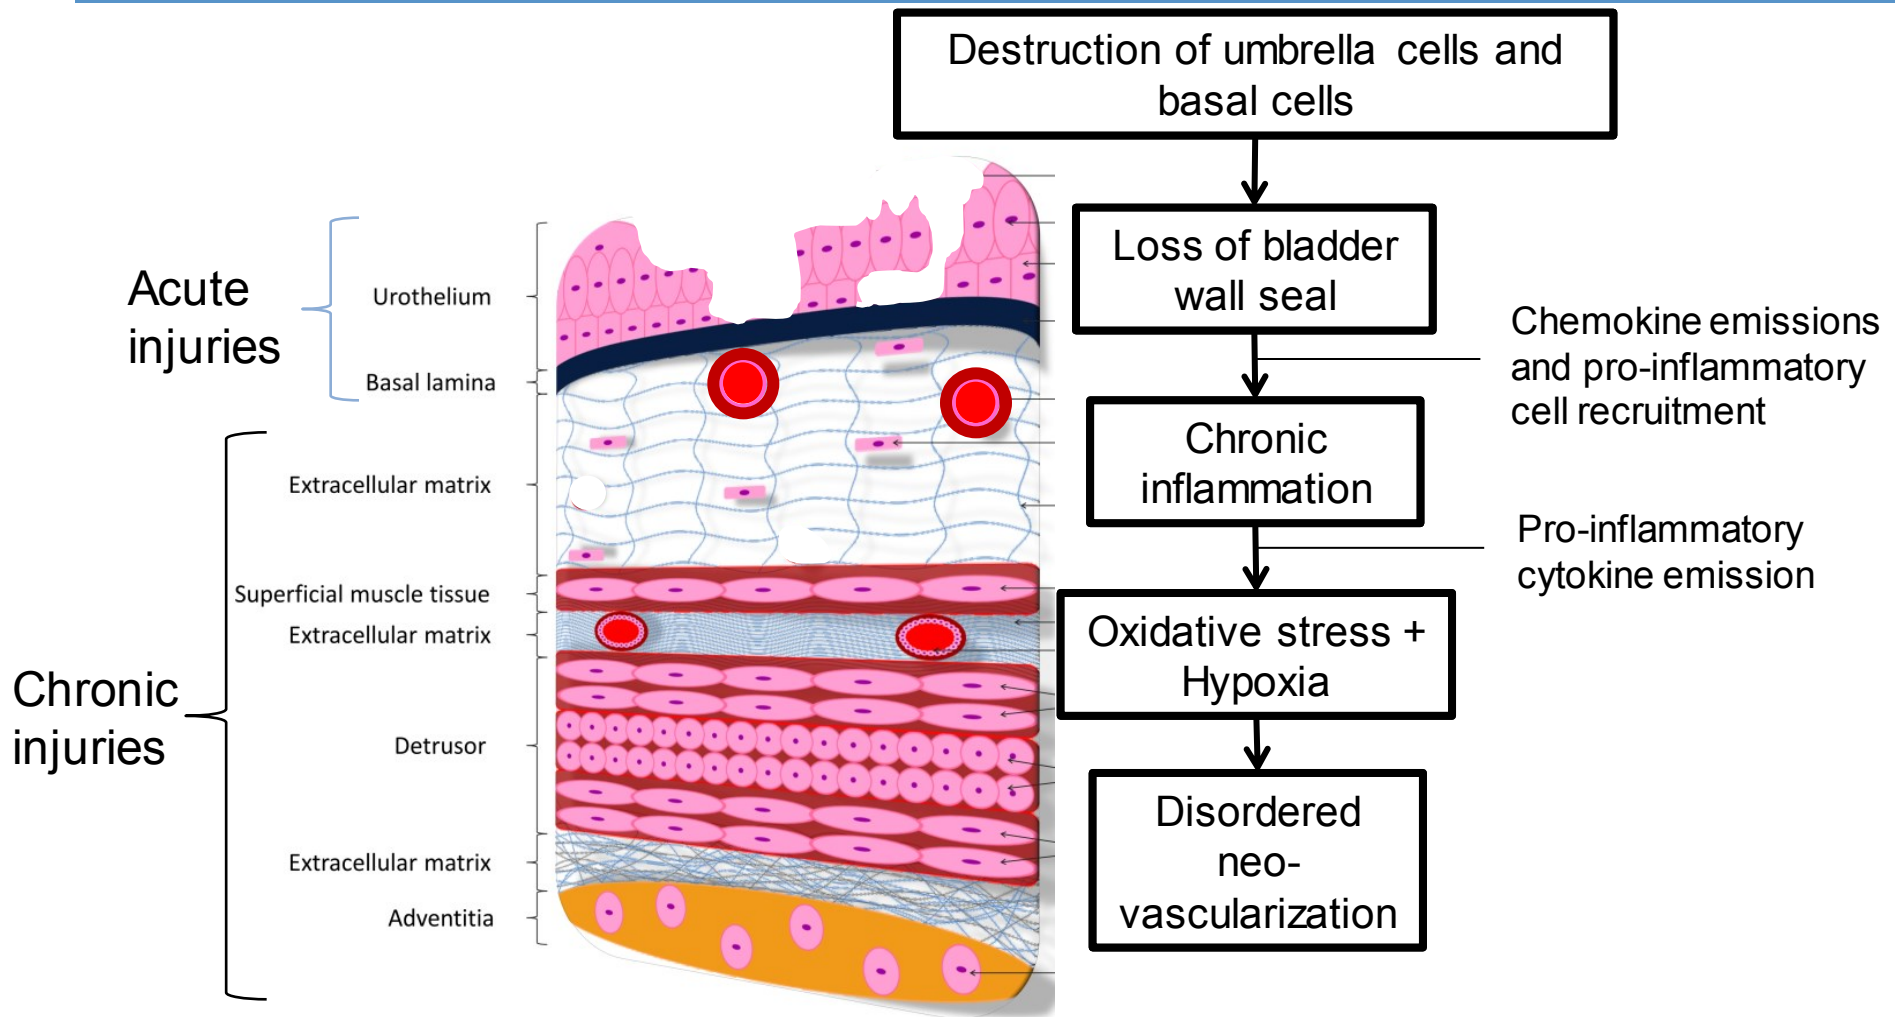 Destruction of umbrella cells and
basal cells
Loss of bladder
wall seal
Chemokine emissions
and pro-inflammatory
cell recruitment
Chronic
inflammation
Pro-inflammatory
cytokine emission
Oxidative stress +
Hypoxia
Disordered
neo-
vascularization
Acute
injuries
Urothelium
Basal lamina
Chronic
injuries
Extracellular matrix
Superficial muscle tissue
Extracellular matrix
Detrusor
Extracellular matrix
Adventitia